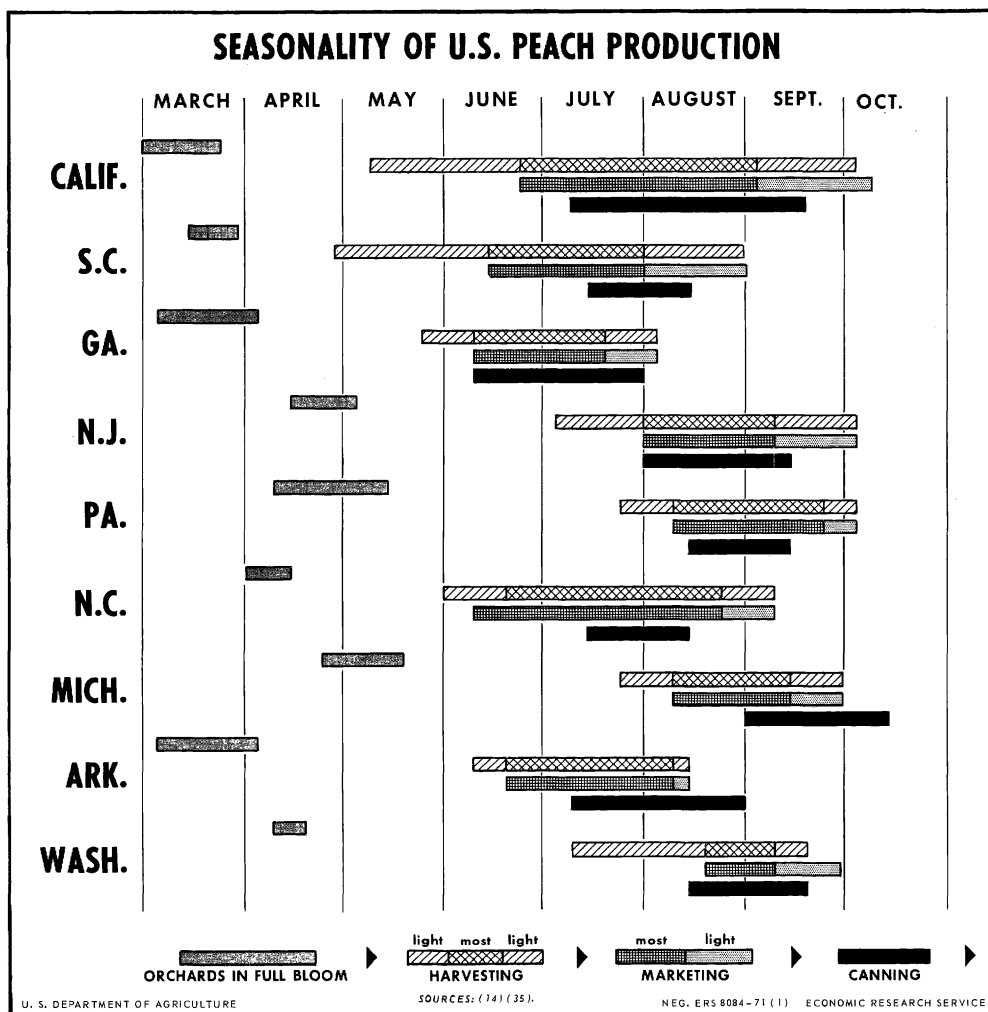 SEASONALITY OF U.S. PEACH PRODUCTION
MARCH APRIL MAY JUNE JULY AUGUST SEPT. OCT.
CALIF.
S.C.
GA.
N.J.
PA.
N.C.
MICH.
ARK.
WASH.
light most light most light
ORCHARDS IN FULL BLOOM HARVESTING MARKETING CANNING
U. S. DEPARTMENT OF AGRICULTURE SOURCES: (14) (35). NEG. ERS 8084-71 (1) ECONOMIC RESEARCH SERVICE